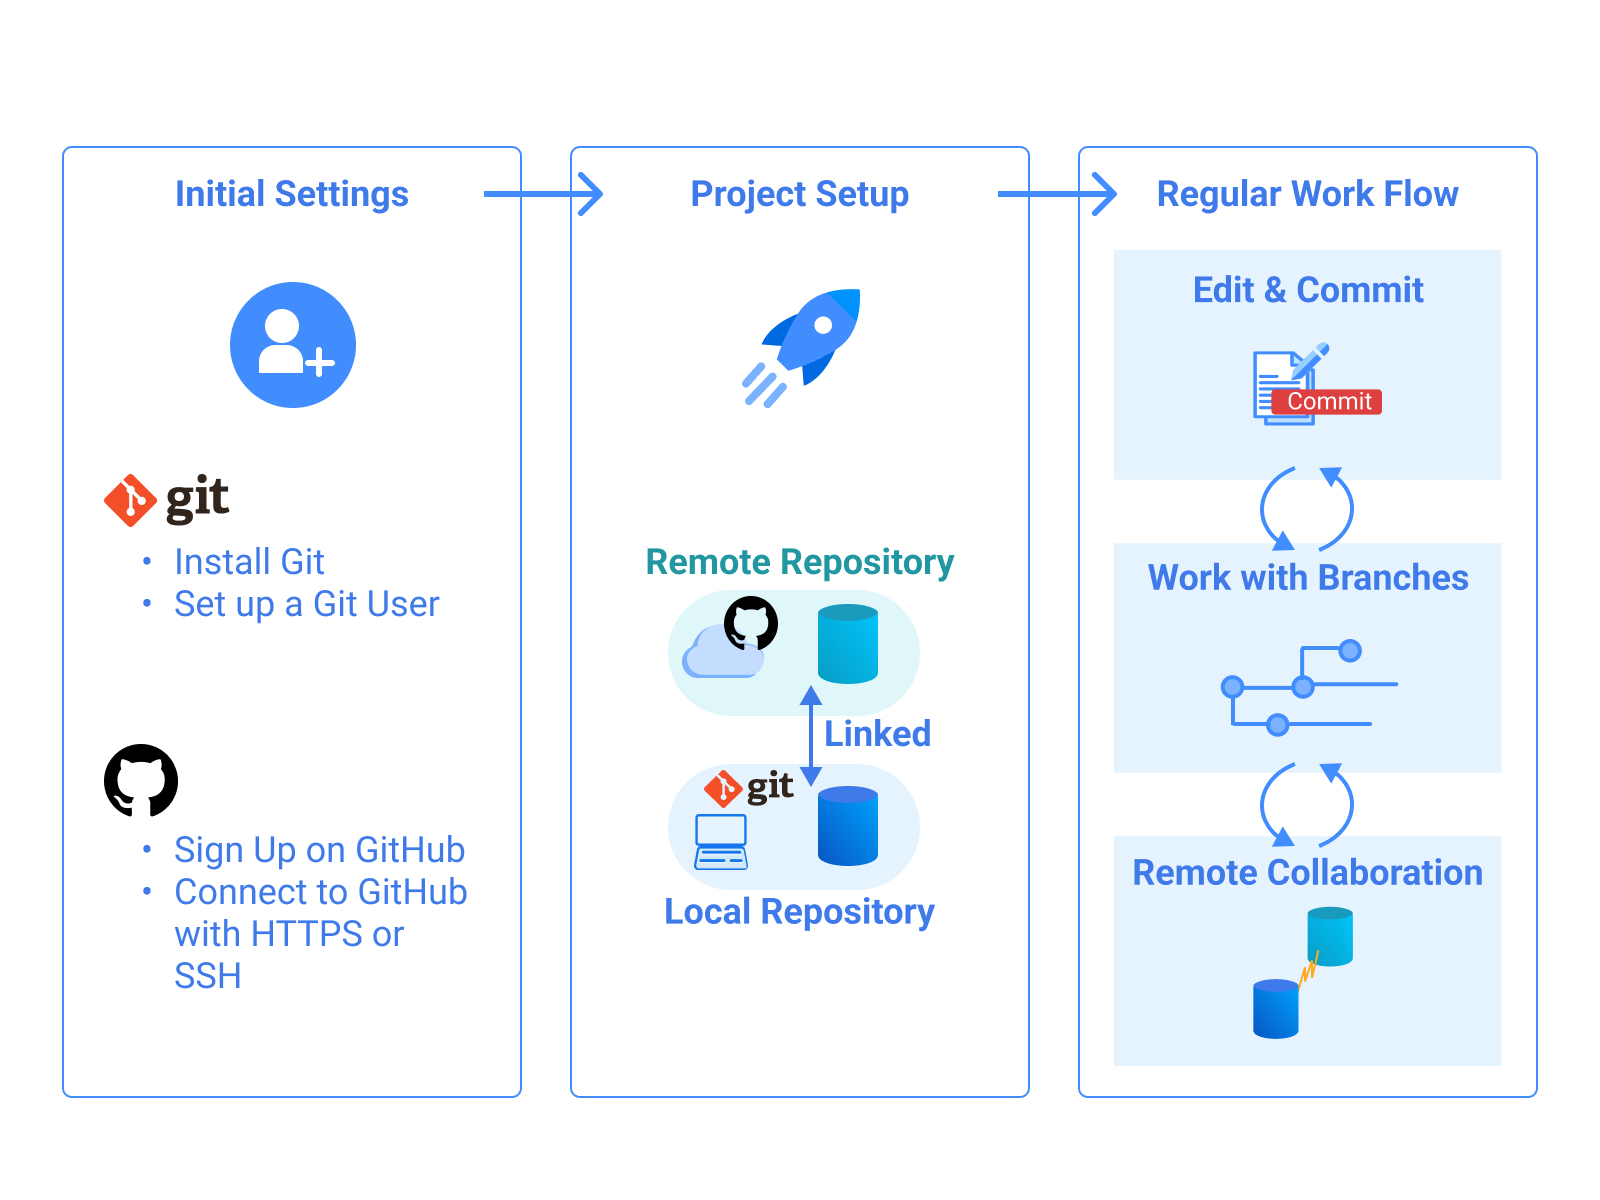 Initial Settings
git
• Install Git
• Set up a Git User
• Sign Up on GitHub
• Connect to GitHub
with HTTPS or
SSH
Project Setup
Remote Repository
Linked
git
Local Repository
Regular Work Flow
Edit & Commit
Commit
Work with Branches
Remote Collaboration